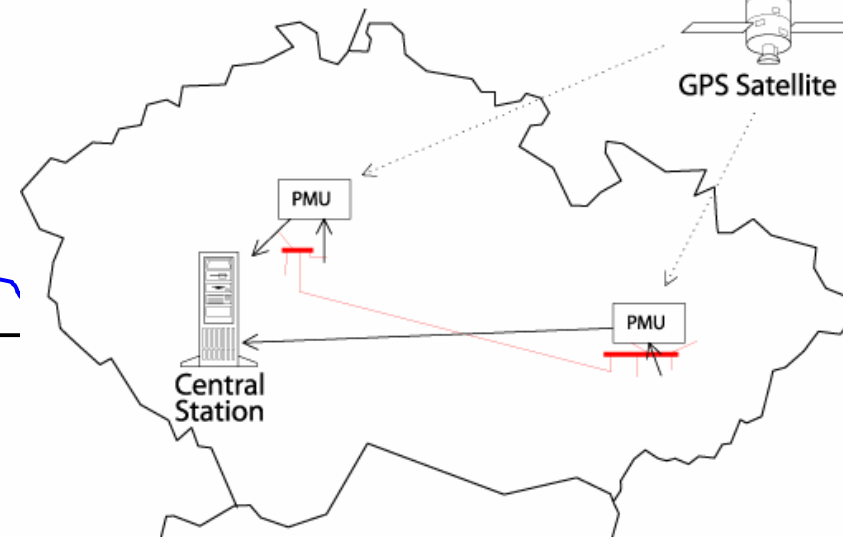 GPS Satellite
PMU
PMU
Central
Station